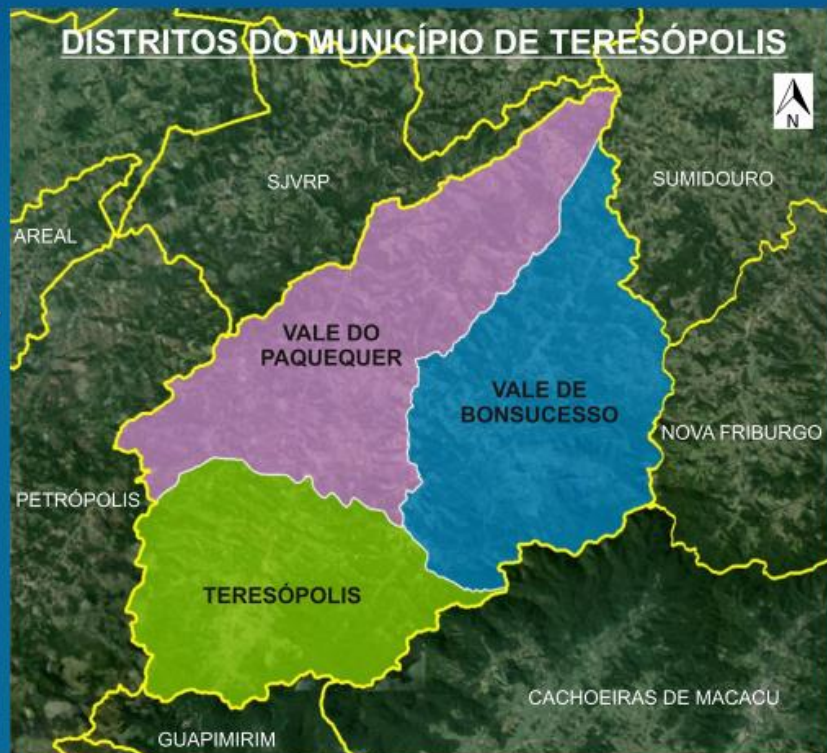 DISTRITOS DO MUNICÍPIO DE TERESÓPOLIS
N
SJVRP
SUMIDOURO
AREAL
VALE DO
PAQUEQUER
VALE DE
BONSUCESSO
NOVA FRIBURGO
PETRÓPOLIS
TERESÓPOLIS
CACHOEIRAS DE MACACU
GUAPIMIRIM